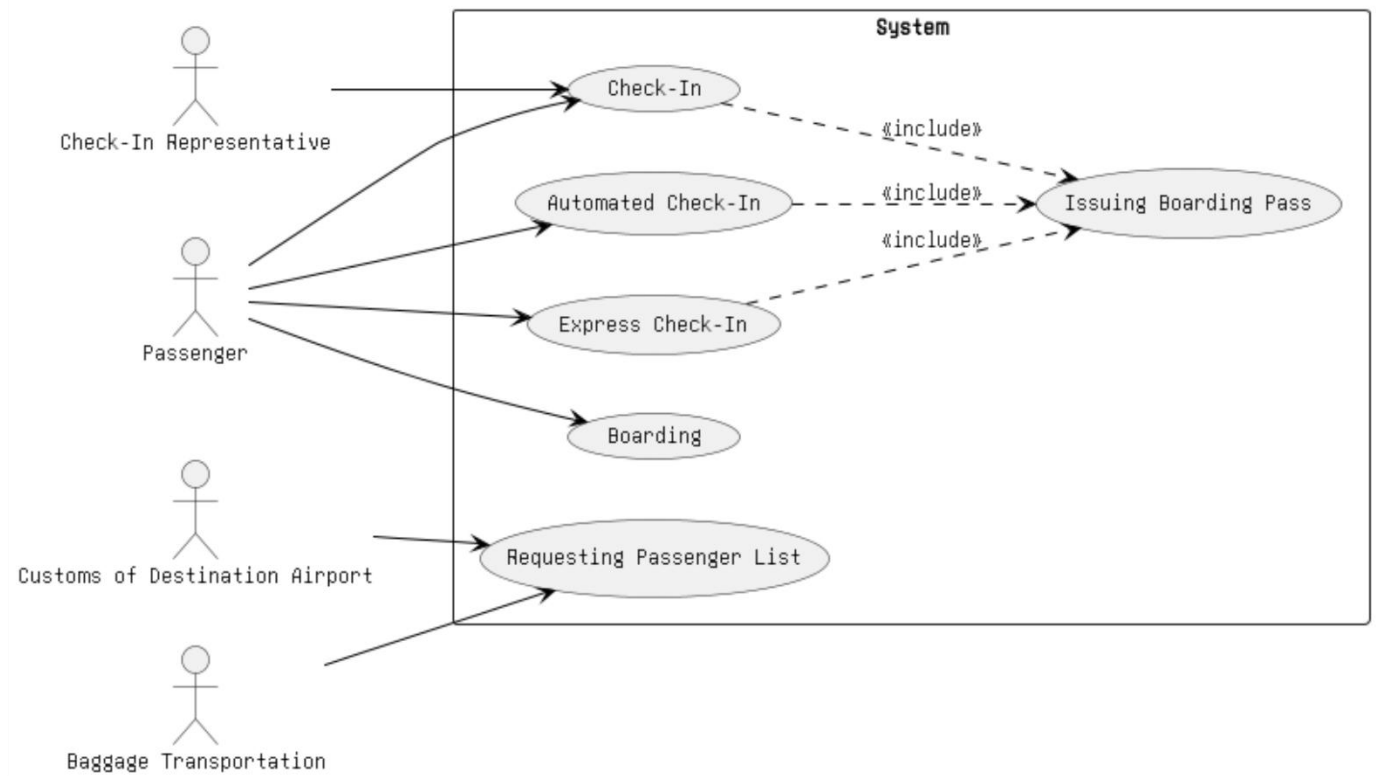 System
Check-In
Check-In Representative
«include»
Automated Check-In
«include»
Issuing Boarding Pass
«include»
Express Check-In
Passenger
Boarding
Requesting Passenger List
Customs of Destination Airport
Baggage Transportation